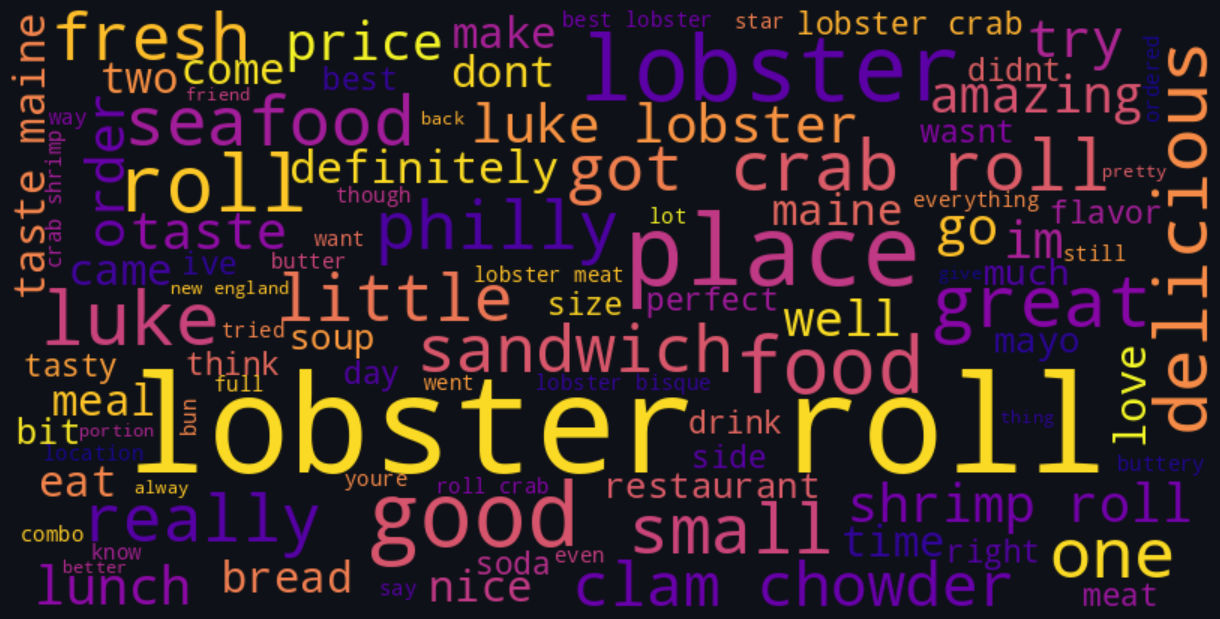 best lobster
star
lobster crab
fresh
price
make
lobster
try
taste maine
two
come
best
dont
didnt
ordered
delicious
friend
amazing
way
order
seafood
back
luke lobster
wasnt
crab shrimp
roll
definitely
got
crab roll
pretty
though
everything
taste
want
philly
lot
place
maine
go
im
flavor
still
came
ive
butter
lobster meat
give
much
new england
little
size
perfect
great
luke
tried
soup
well
mayo
tasty
think
day
sandwich
food
love
full
went
lobster bisque
meal
bun
lobster roll
drink
thing
bit
portion
location
side
buttery
eat
alway
youre
roll crab
restaurant
really
good
small
shrimp roll
combo
know
time
right
one
better
soda
even
lunch
bread
say
nice
clam chowder
meat